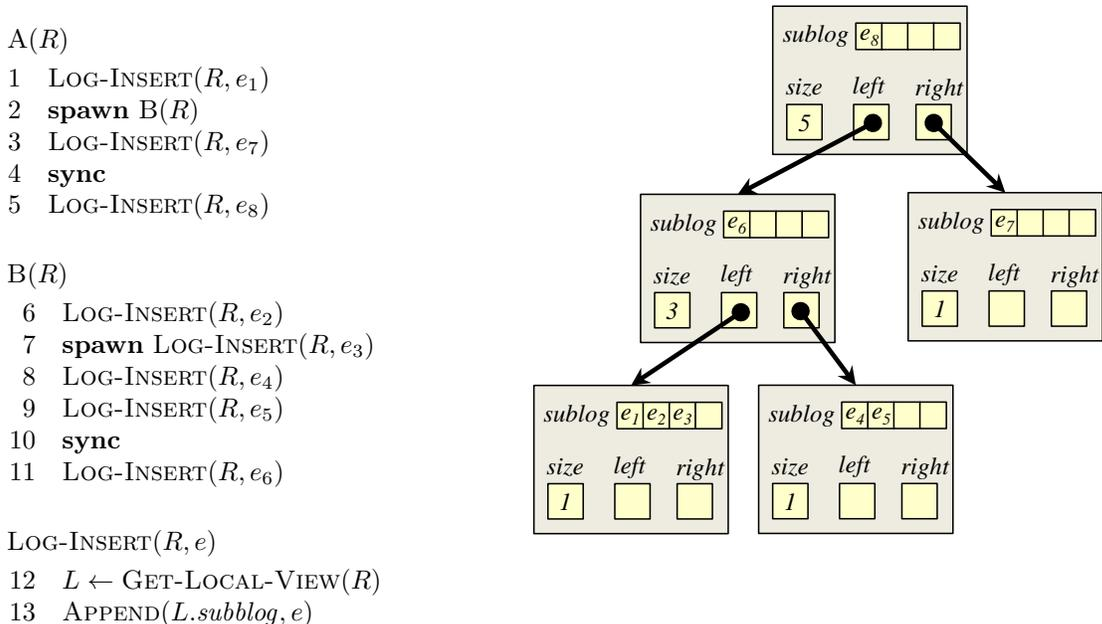 A(R)
1 LOG-INSERT(R, e1)
2 spawn B(R)
3 LOG-INSERT(R, e7)
4 sync
5 LOG-INSERT(R, e8)
B(R)
6 LOG-INSERT(R, e2)
7 spawn LOG-INSERT(R, e3)
8 LOG-INSERT(R, e4)
9 LOG-INSERT(R, e5)
10 sync
11 LOG-INSERT(R, e6)
LOG-INSERT(R, e)
12 L ← GET-LOCAL-VIEW(R)
13 APPEND(L.subblog, e)
sublog e8
size left right
5
sublog e6
size left right
3
sublog e7
size left right
1
sublog e1 e2 e3
size left right
1
sublog e4 e5
size left right
1